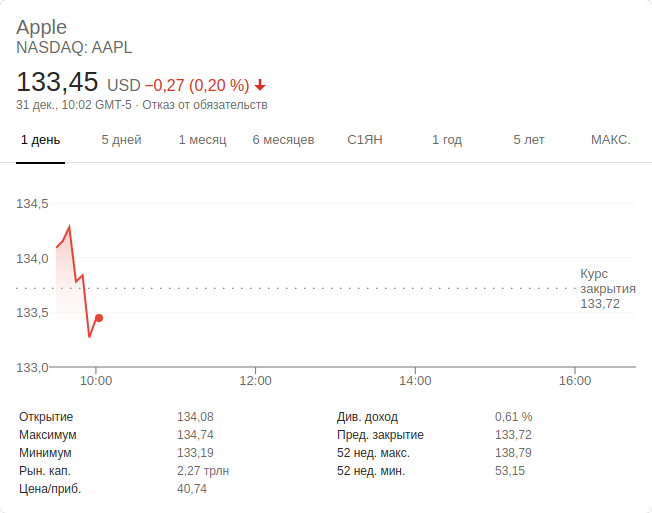 Apple
NASDAQ: AAPL
133,45 USD −0,27 (0,20 %)
31 дек., 10:02 GMT-5 · Отказ от обязательств
1 день 5 дней 1 месяц 6 месяцев С1ЯН 1 год 5 лет МАКС.
134,5
134,0
Курс
закрытия
133,72
133,5
133,0
10:00 12:00 14:00 16:00
Открытие 134,08 Див. доход 0,61 %
Максимум 134,74 Пред. закрытие 133,72
Минимум 133,19 52 нед. макс. 138,79
Рын. кап. 2,27 трлн 52 нед. мин. 53,15
Цена/приб. 40,74